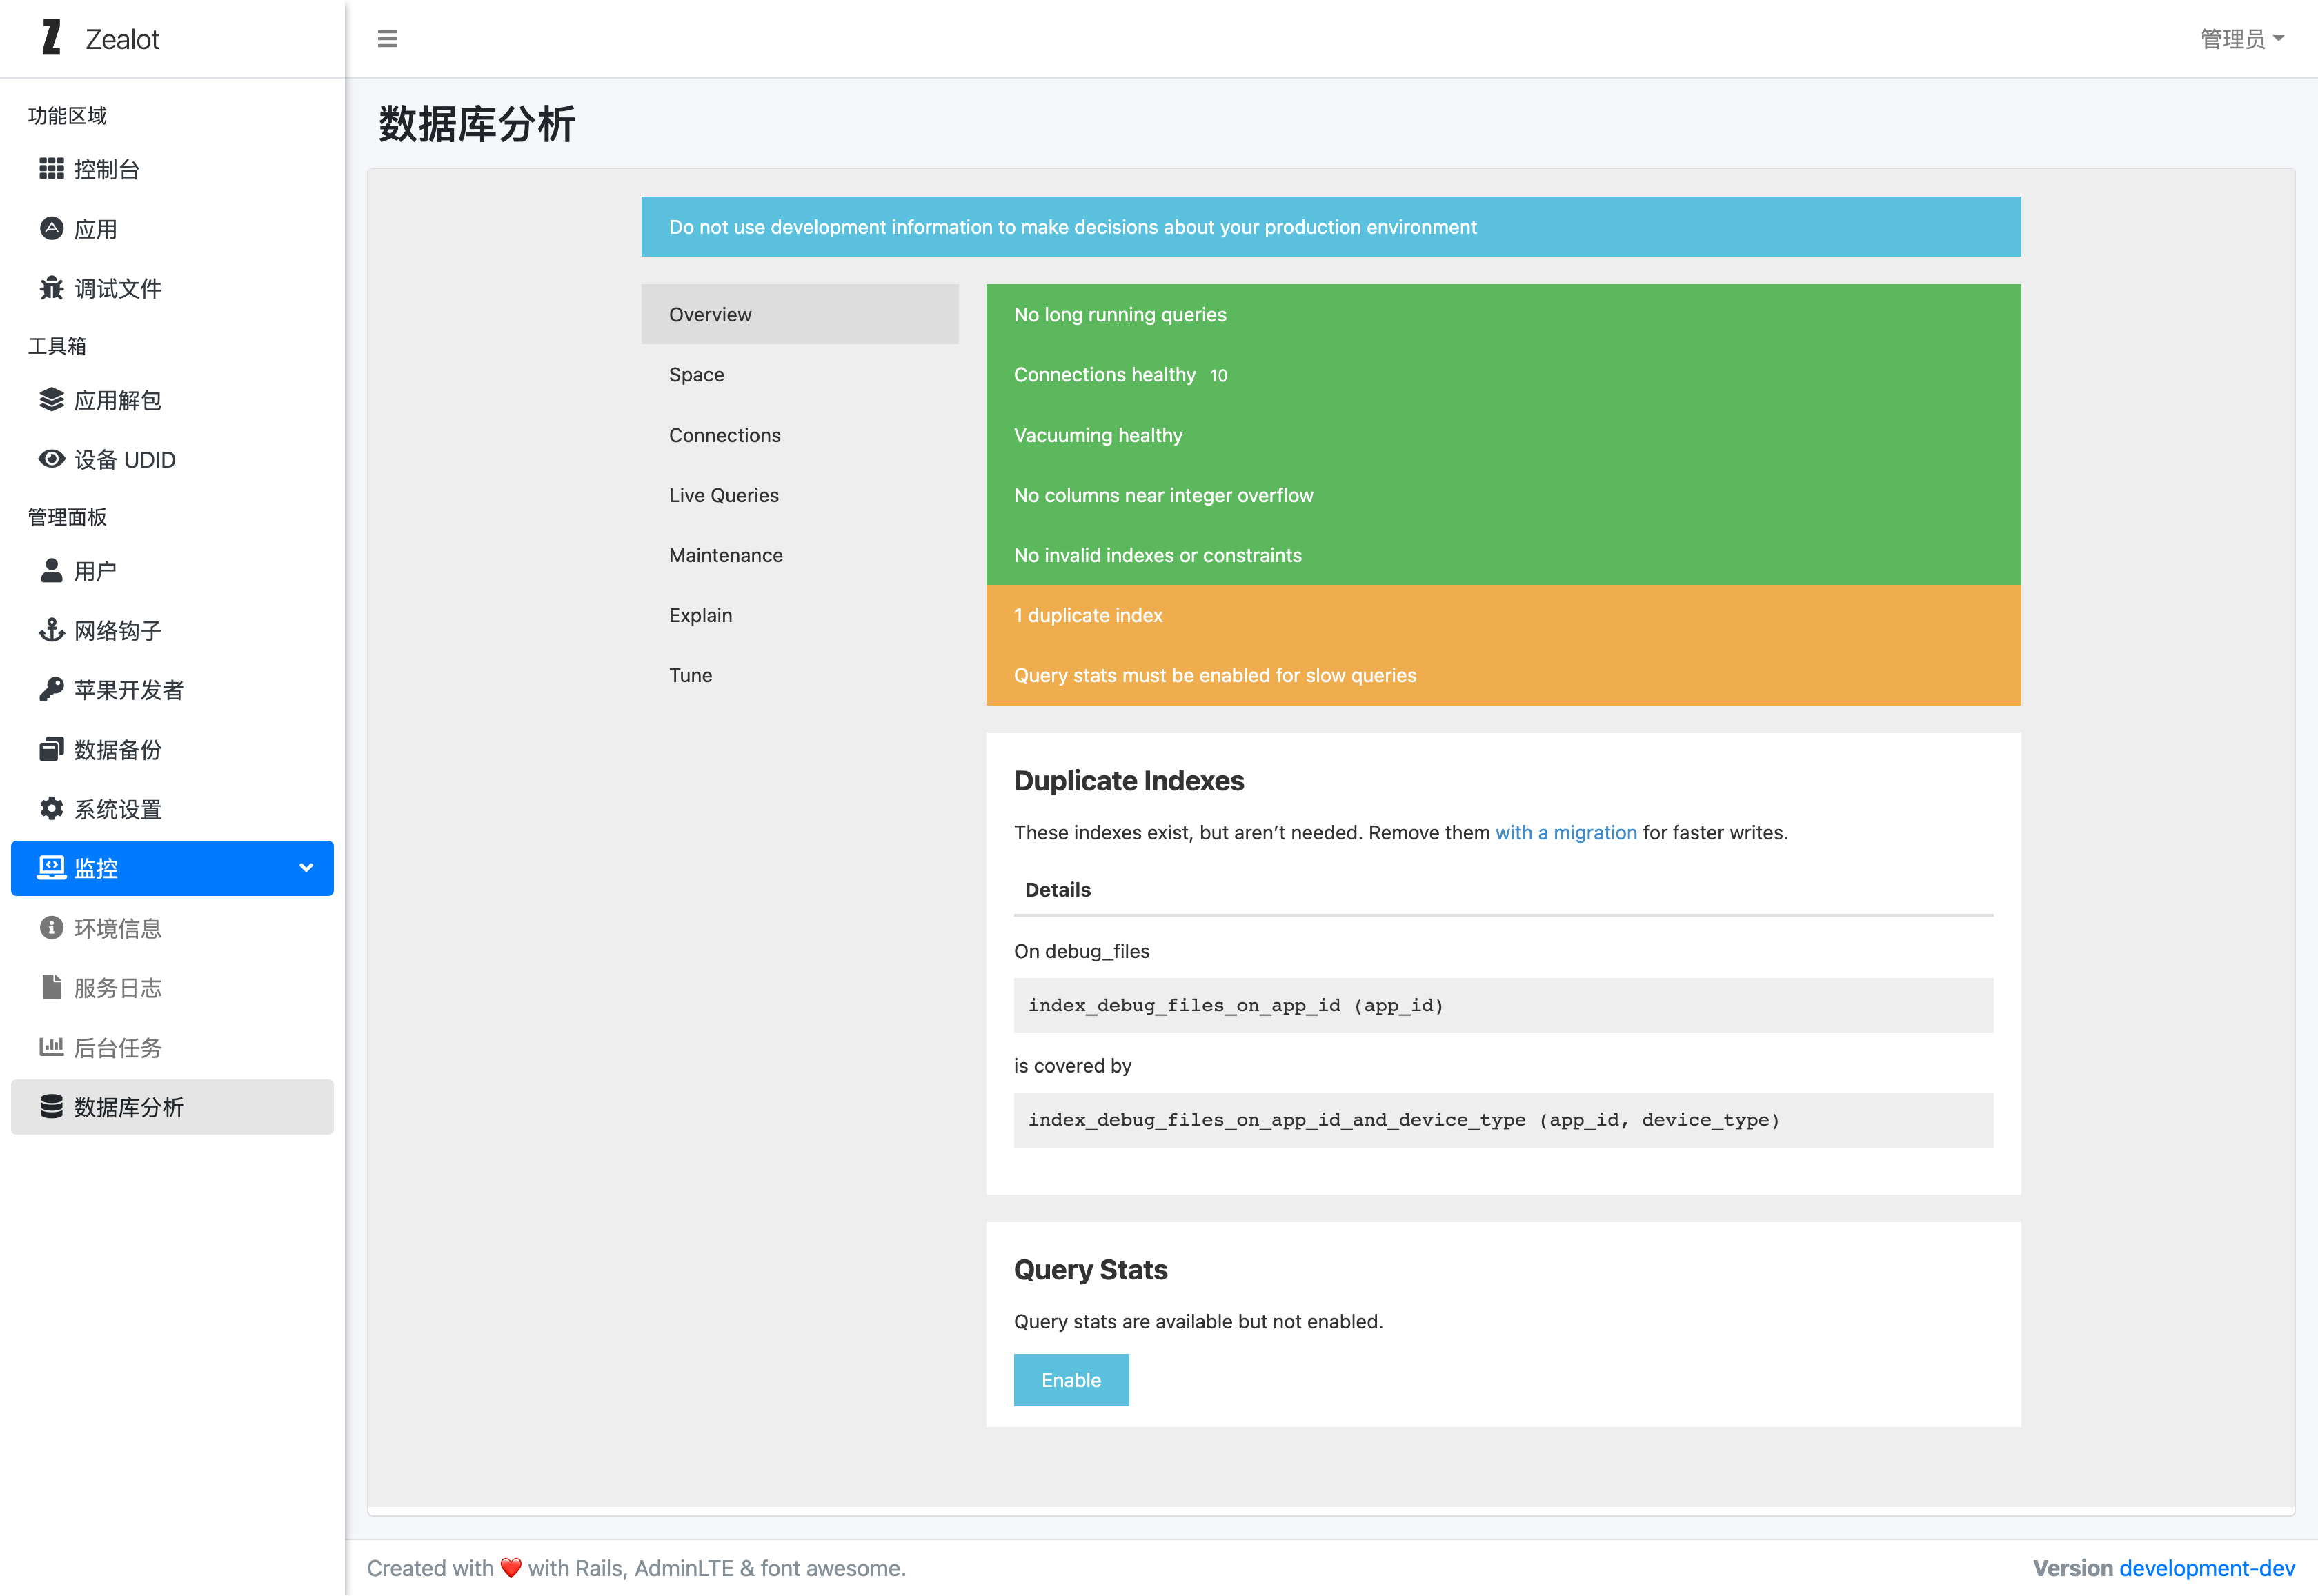 Zealot
管理员
功能区域
控制台
应用
调试文件
工具箱
应用解包
设备 UDID
管理面板
用户
网络钩子
苹果开发者
数据备份
系统设置
监控
环境信息
服务日志
后台任务
数据库分析
数据库分析
Do not use development information to make decisions about your production environment
Overview
Space
Connections
Live Queries
Maintenance
Explain
Tune
No long running queries
Connections healthy 10
Vacuuming healthy
No columns near integer overflow
No invalid indexes or constraints
1 duplicate index
Query stats must be enabled for slow queries
Duplicate Indexes
These indexes exist, but aren’t needed. Remove them with a migration for faster writes.
Details
On debug_files
index_debug_files_on_app_id (app_id)
is covered by
index_debug_files_on_app_id_and_device_type (app_id, device_type)
Query Stats
Query stats are available but not enabled.
Enable
Created with ❤️ with Rails, AdminLTE & font awesome.
Version development-dev